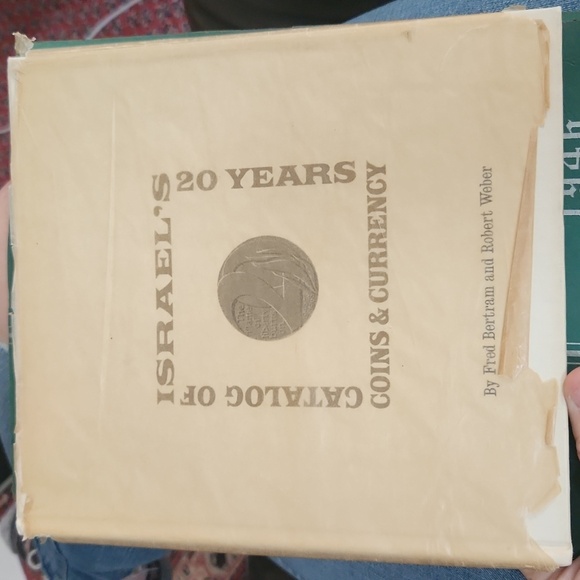 ISRAEL'S
20 YEARS
CATALOG OF
COINS & CURRENCY
By Fred Bertram and Robert Weber